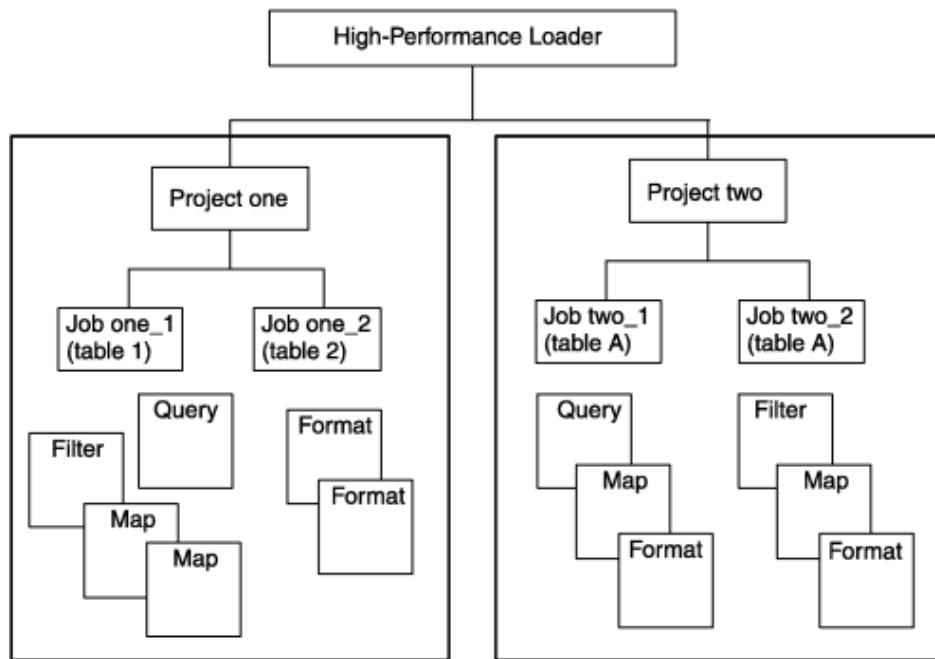 High-Performance Loader
Project one
Project two
Job one_1
(table 1)
Job one_2
(table 2)
Job two_1
(table A)
Job two_2
(table A)
Query
Filter
Map
Map
Format
Format
Query
Map
Format
Filter
Map
Format